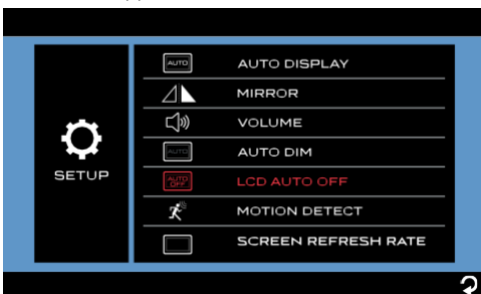 AUTO
AUTO DISPLAY
MIRROR
VOLUME
AUTO
AUTO DIM
SETUP
AUTO
OFF
LCD AUTO OFF
MOTION DETECT
SCREEN REFRESH RATE